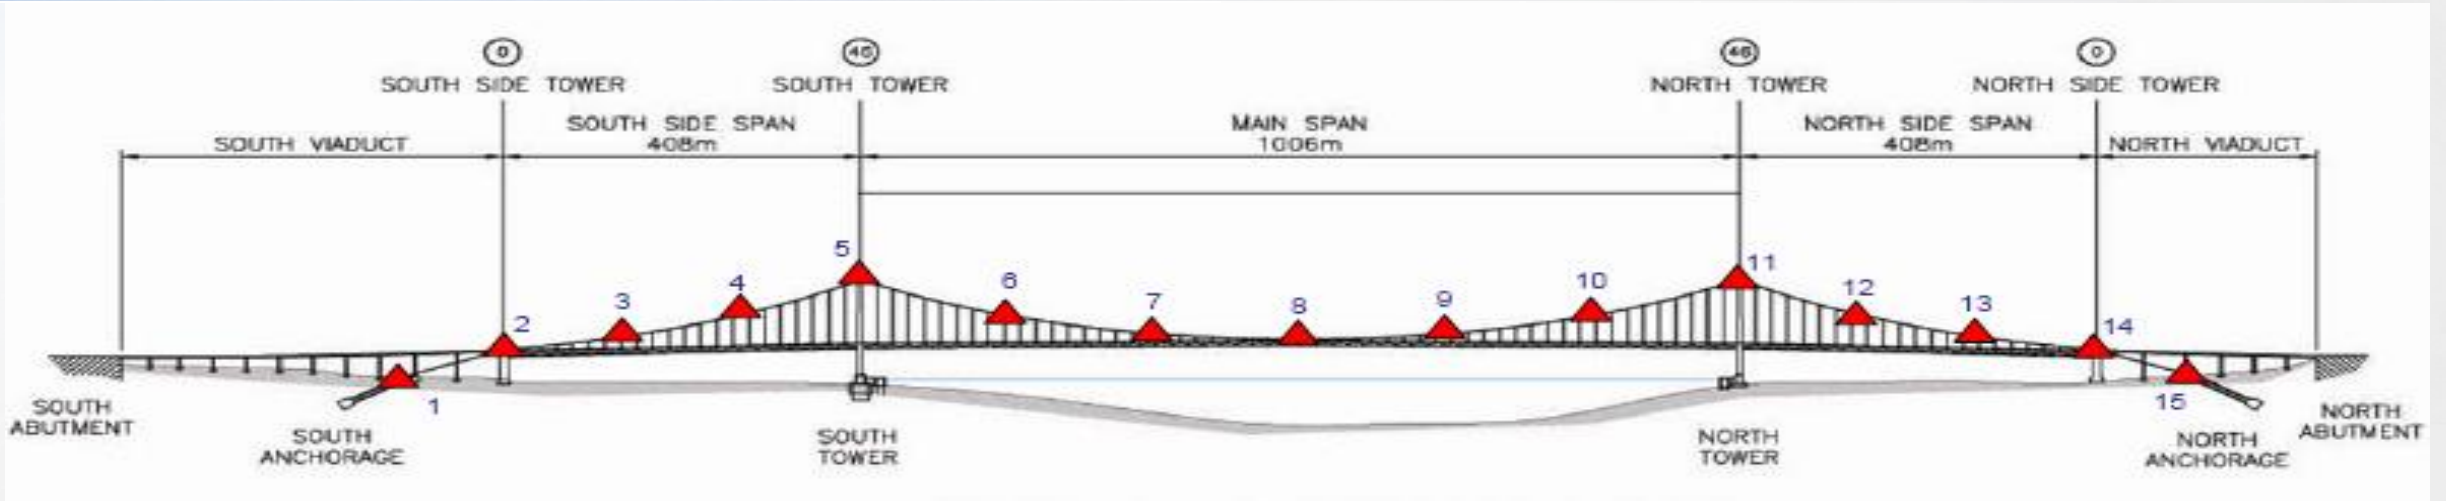 0
45
46
0
SOUTH SIDE TOWER
SOUTH TOWER
NORTH TOWER
NORTH SIDE TOWER
SOUTH VIADUCT
SOUTH SIDE SPAN
408m
MAIN SPAN
1006m
NORTH SIDE SPAN
408m
NORTH VIADUCT
1
2
3
4
5
6
7
8
9
10
11
12
13
14
15
SOUTH
ABUTMENT
SOUTH
ANCHORAGE
SOUTH
TOWER
NORTH
TOWER
NORTH
ANCHORAGE
NORTH
ABUTMENT